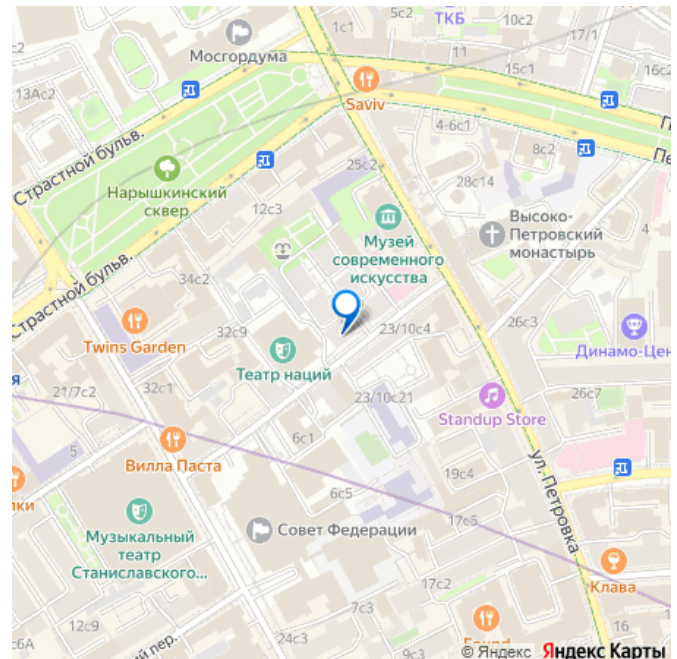 5с2
ТКБ
10с2
1с1
17/1
Мосгордума
11
15с1
16с2
13Ас2
Saviv
4-6с1
Страстной бульв.
8с2
25с2
28с14
Нарышкинский
сквер
12с3
Высоко-
Петровский
монастырь
Музей
современного
искусства
34с2
Страстной бульв.
Twins Garden
32с9
23/10с4
26с3
Динамо-Цен
Театр наций
21/7с2
32с1
23/10с21
26с7
Standup Store
6с1
5
Вилла Паста
19с4
ул. Петровка
6с5
17с5
Совет Федерации
Музыкальный
театр
Станиславского...
Клава
17с2
7с3
12с9
24с3
16
пер.
© Яндекс Яндекс Карты